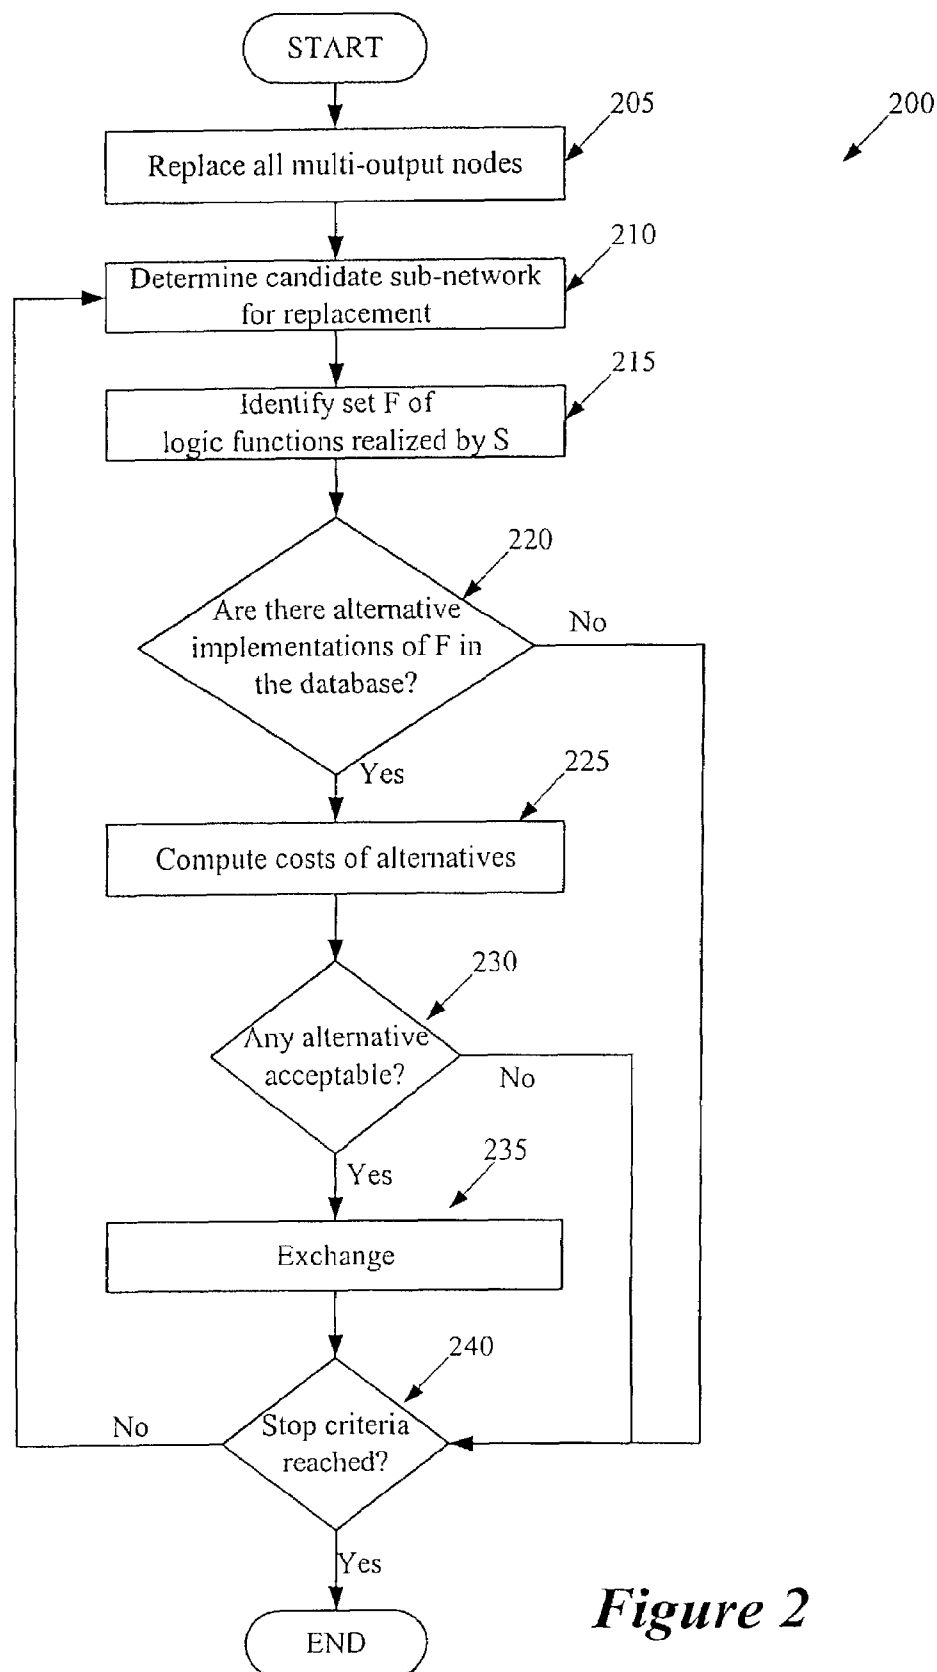 START
205
200
Replace all multi-output nodes
210
Determine candidate sub-network
for replacement
215
Identify set F of
logic functions realized by S
220
Are there alternative
implementations of F in
the database?
No
Yes
225
Compute costs of alternatives
230
Any alternative
acceptable?
No
Yes
235
Exchange
240
Stop criteria
reached?
No
Yes
END
Figure 2